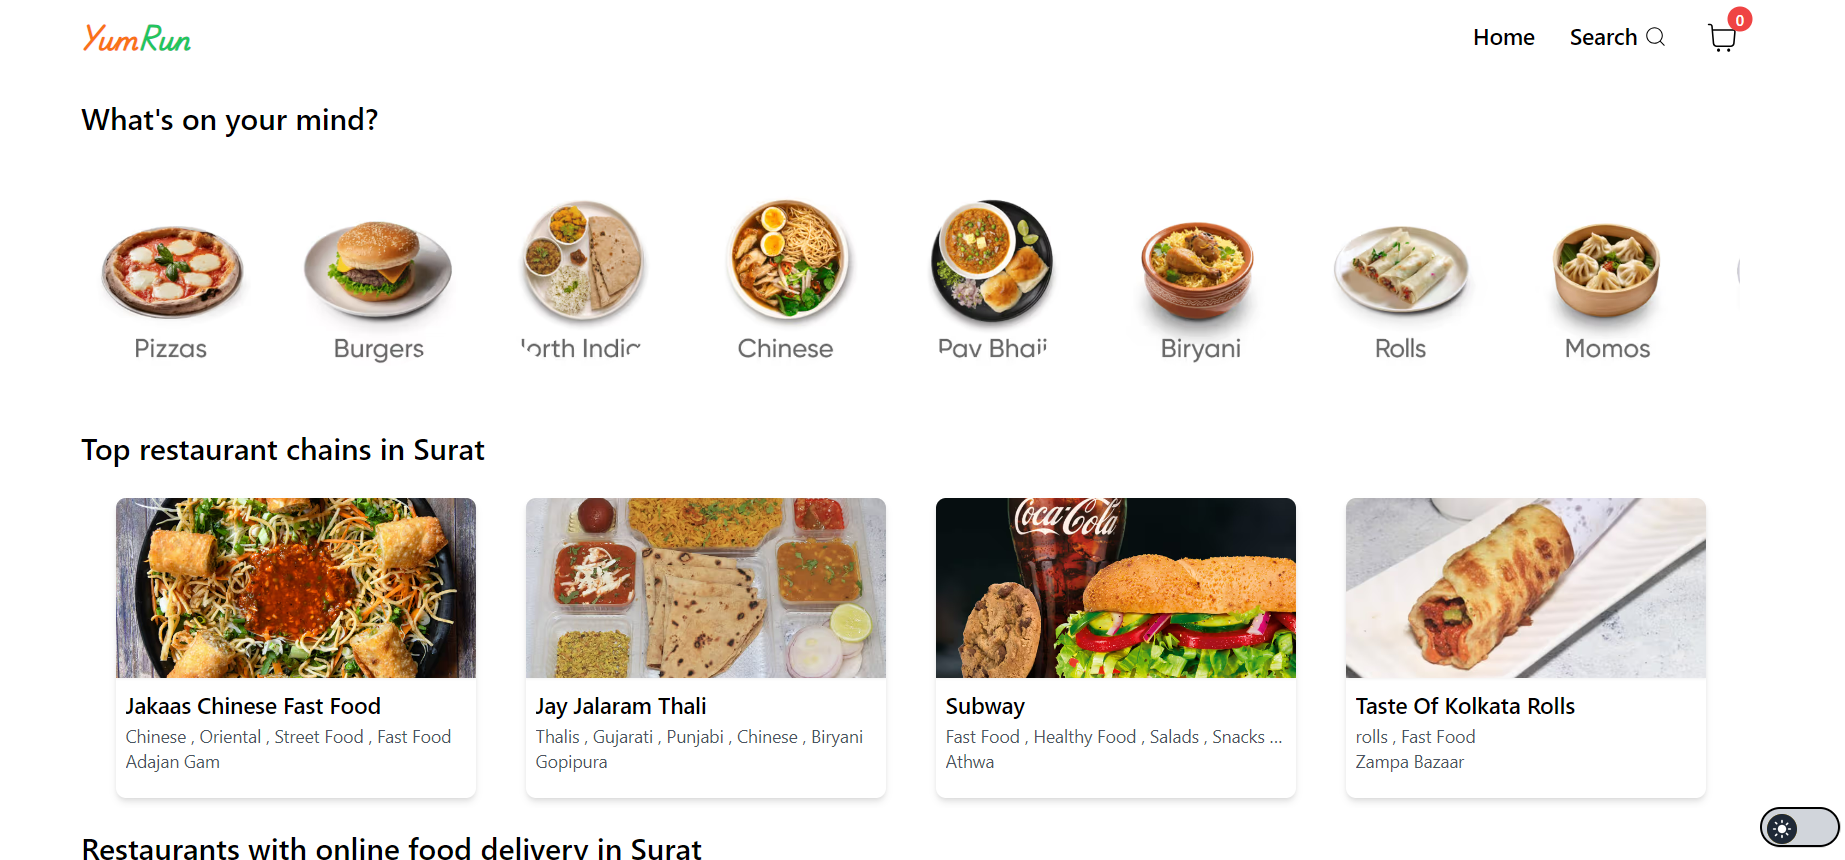 YumRun
Home Search 0
What's on your mind?
Pizzas Burgers North Indian Chinese Pav Bhaji Biryani Rolls Momos
Top restaurant chains in Surat
Coca-Cola
Jakaas Chinese Fast Food
Chinese , Oriental , Street Food , Fast Food
Adajan Gam
Jay Jalaram Thali
Thalis , Gujarati , Punjabi , Chinese , Biryani
Gopipura
Subway
Fast Food , Healthy Food , Salads , Snacks ...
Athwa
Taste Of Kolkata Rolls
rolls , Fast Food
Zampa Bazaar
Restaurants with online food delivery in Surat